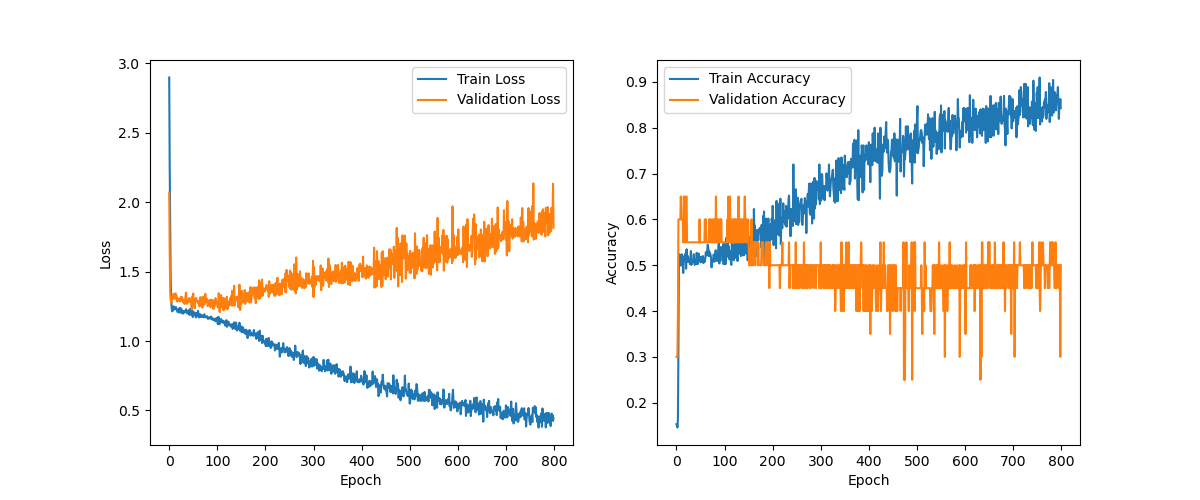 3.0
2.5
2.0
1.5
1.0
0.5
Loss
0 100 200 300 400 500 600 700 800
Epoch
Train Loss
Validation Loss
0.9
0.8
0.7
0.6
0.5
0.4
0.3
0.2
Accuracy
0 100 200 300 400 500 600 700 800
Epoch
Train Accuracy
Validation Accuracy